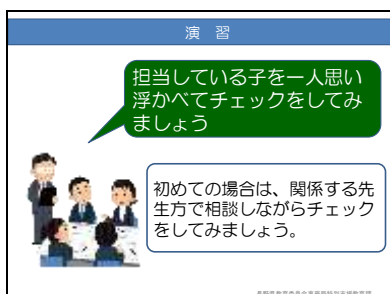 演 習
担当している子を一人思い
浮かべてチェックをしてみ
ましょう
初めての場合は、関係する先
生方で相談しながらチェック
をしてみましょう。